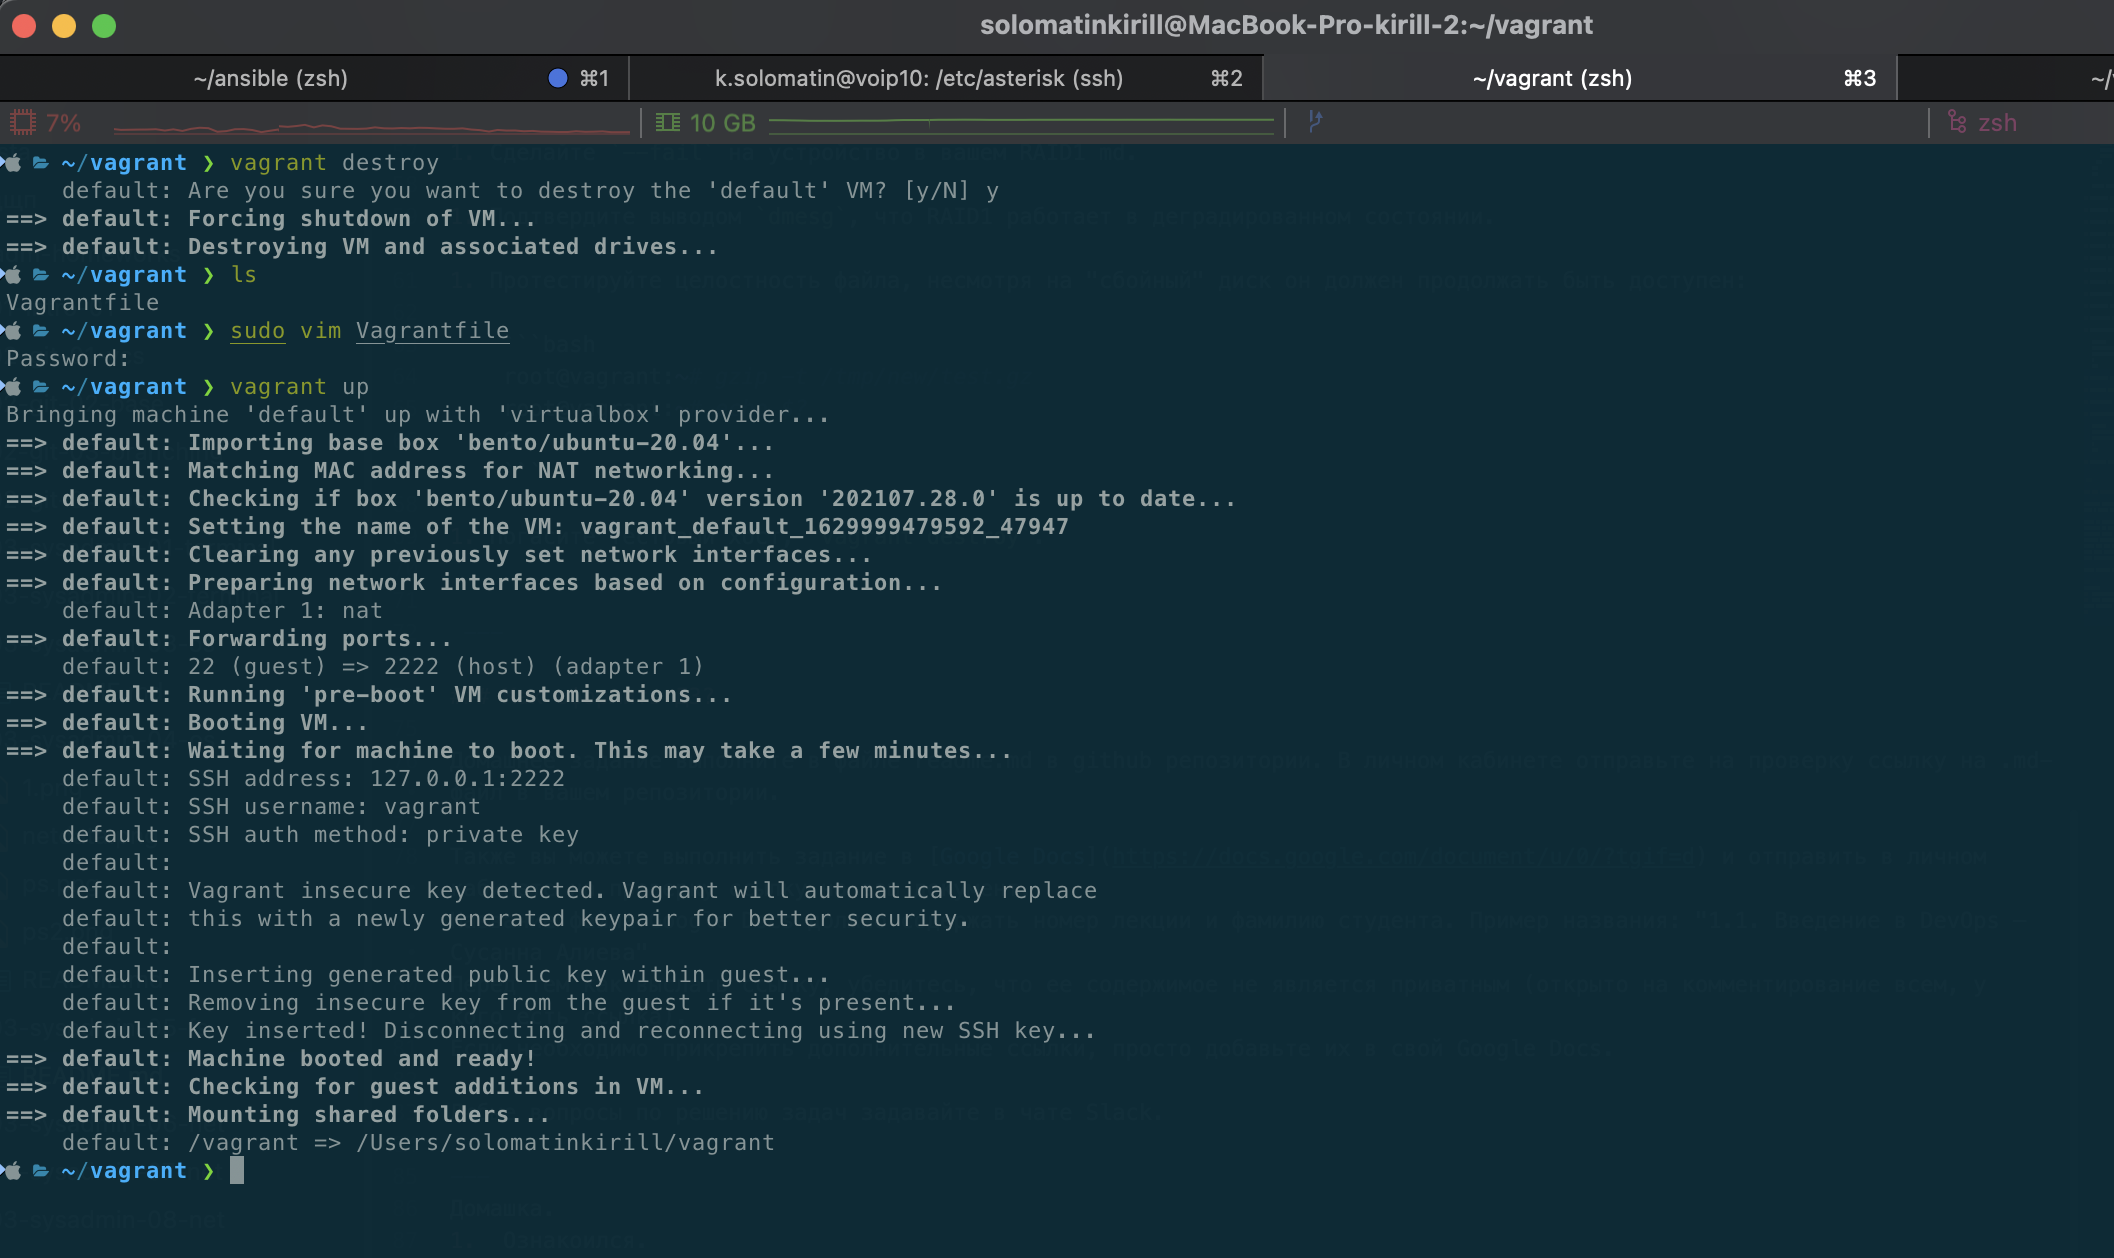 solomatinkirill@MacBook-Pro-kirill-2:~/vagrant
~/ansible (zsh) ⌘1 k.solomatin@voip10: /etc/asterisk (ssh) ⌘2 ~/vagrant (zsh) ⌘3 ~/
7% 10 GB zsh
~/vagrant ❯ vagrant destroy
    default: Are you sure you want to destroy the 'default' VM? [y/N] y
==> default: Forcing shutdown of VM...
==> default: Destroying VM and associated drives...
~/vagrant ❯ ls
Vagrantfile
~/vagrant ❯ sudo vim Vagrantfile
Password:
~/vagrant ❯ vagrant up
Bringing machine 'default' up with 'virtualbox' provider...
==> default: Importing base box 'bento/ubuntu-20.04'...
==> default: Matching MAC address for NAT networking...
==> default: Checking if box 'bento/ubuntu-20.04' version '202107.28.0' is up to date...
==> default: Setting the name of the VM: vagrant_default_1629999479592_47947
==> default: Clearing any previously set network interfaces...
==> default: Preparing network interfaces based on configuration...
    default: Adapter 1: nat
==> default: Forwarding ports...
    default: 22 (guest) => 2222 (host) (adapter 1)
==> default: Running 'pre-boot' VM customizations...
==> default: Booting VM...
==> default: Waiting for machine to boot. This may take a few minutes...
    default: SSH address: 127.0.0.1:2222
    default: SSH username: vagrant
    default: SSH auth method: private key
    default:
    default: Vagrant insecure key detected. Vagrant will automatically replace
    default: this with a newly generated keypair for better security.
    default:
    default: Inserting generated public key within guest...
    default: Removing insecure key from the guest if it's present...
    default: Key inserted! Disconnecting and reconnecting using new SSH key...
==> default: Machine booted and ready!
==> default: Checking for guest additions in VM...
==> default: Mounting shared folders...
    default: /vagrant => /Users/solomatinkirill/vagrant
~/vagrant ❯